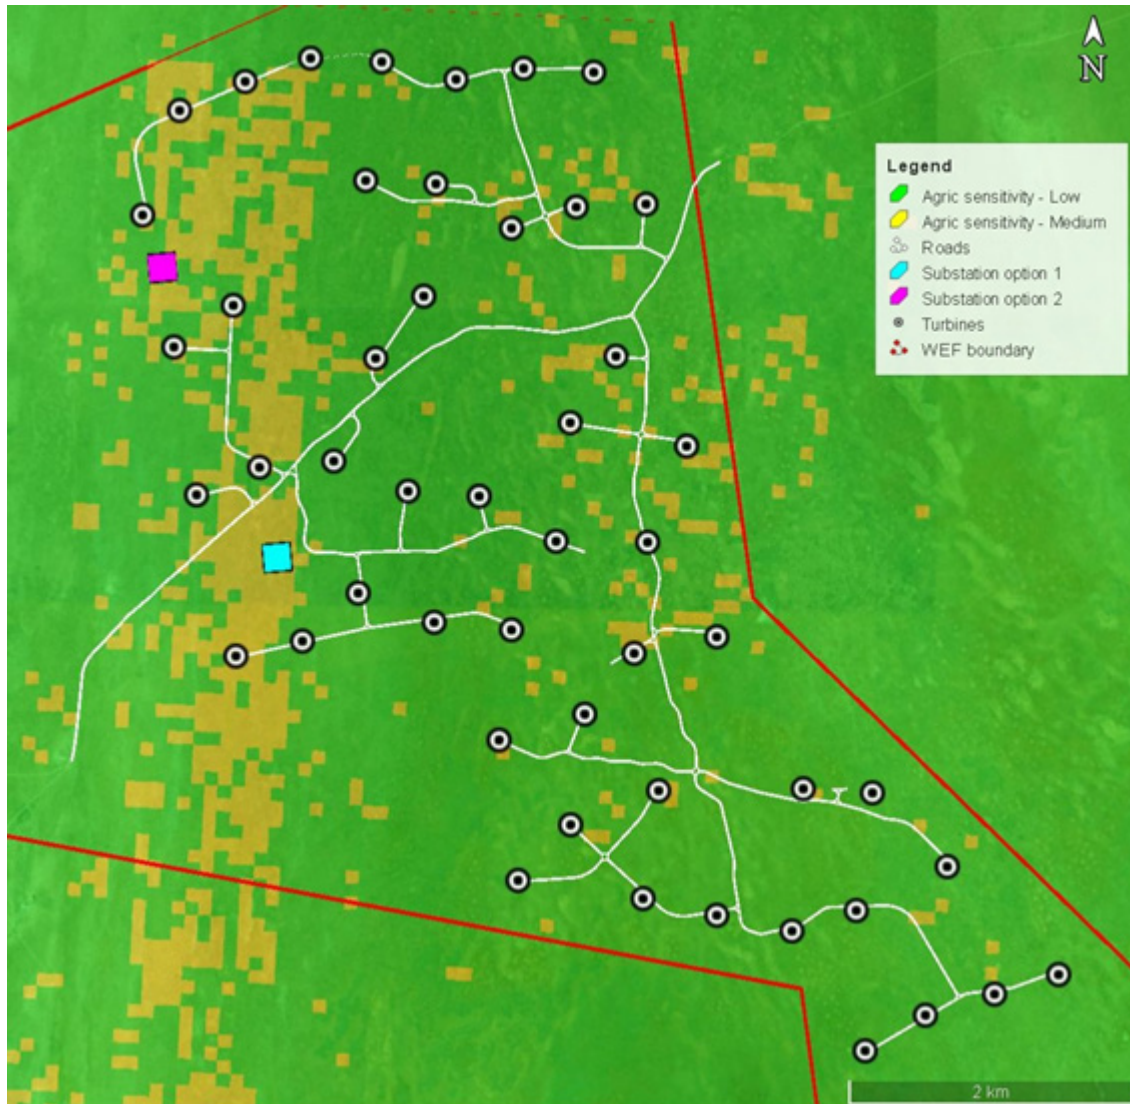 N
Legend
Agric sensitivity - Low
Agric sensitivity - Medium
Roads
Substation option 1
Substation option 2
Turbines
WEF boundary
2 km